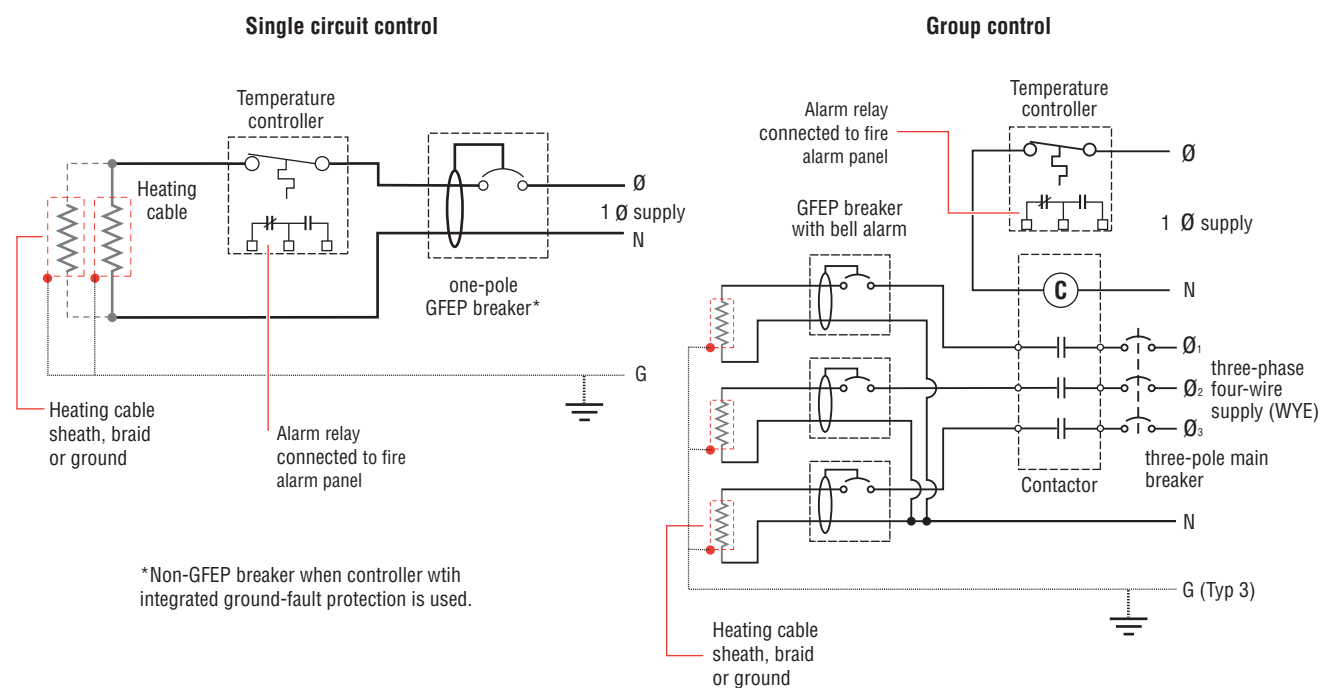 Single circuit control
Temperature
controller
Heating
cable
Ø
1 Ø supply
N
one-pole
GFEP breaker*
G
Heating cable
sheath, braid
or ground
Alarm relay
connected to fire
alarm panel
*Non-GFEP breaker when controller wtih
integrated ground-fault protection is used.
Group control
Temperature
controller
Alarm relay
connected to fire
alarm panel
Ø
1 Ø supply
GFEP breaker
with bell alarm
C
N
Ø1
Ø2
Ø3
three-phase
four-wire
supply (WYE)
three-pole main
breaker
Contactor
N
G (Typ 3)
Heating cable
sheath, braid
or ground